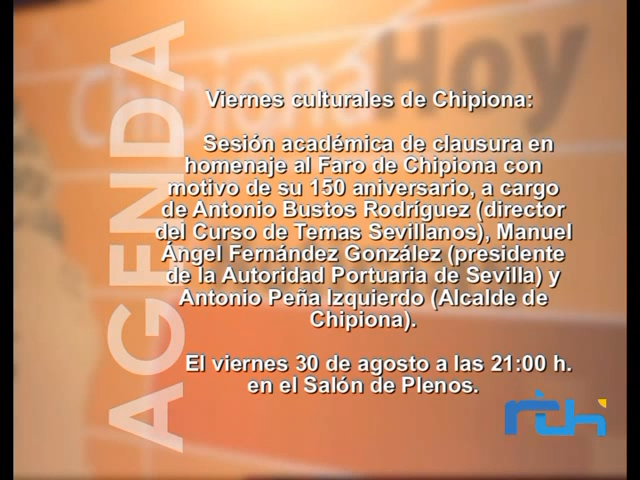 Chipiona Hoy
AGENDA
Viernes culturales de Chipiona:
Sesión académica de clausura en
homenaje al Faro de Chipiona con
motivo de su 150 aniversario, a cargo
de Antonio Bustos Rodríguez (director
del Curso de Temas Sevillanos), Manuel
Ángel Fernández González (presidente
de la Autoridad Portuaria de Sevilla) y
Antonio Peña Izquierdo (Alcalde de
Chipiona).
El viernes 30 de agosto a las 21:00 h.
en el Salón de Plenos.
rtch